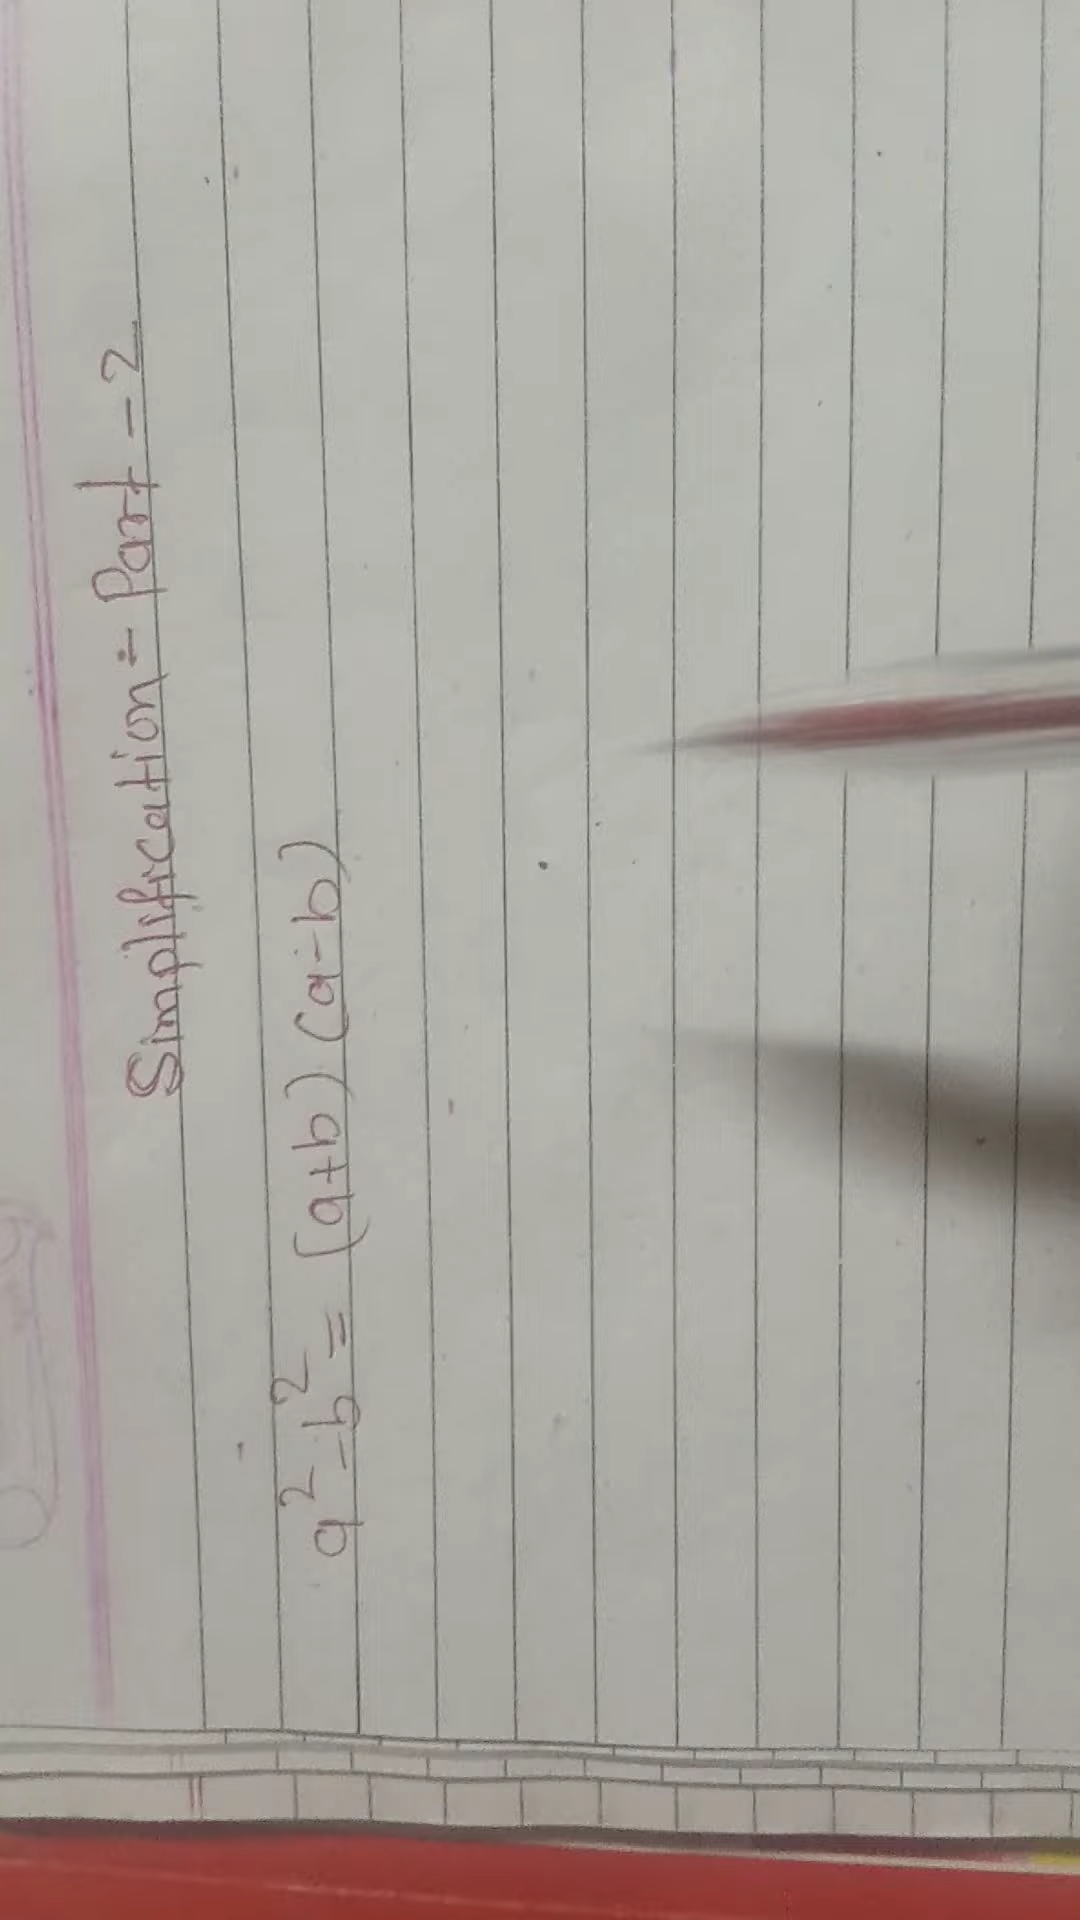 Simplification:- Part - 2
a² - b² = (a+b) (a-b)